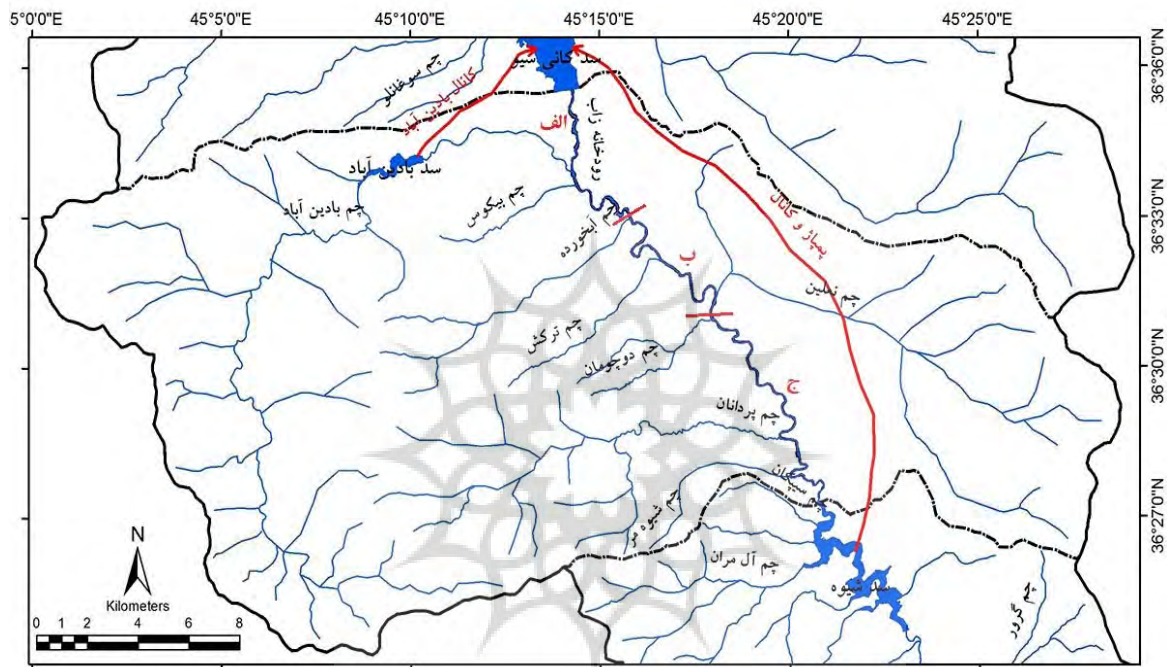 5°0'0"E
45°5'0"E
45°10'0"E
45°15'0"E
45°20'0"E
45°25'0"E
سد کانی شیو
چم سوغانلو
کانال بادین آباد
الف
رودخانه زاب
سد بادین آباد
چم بادین آباد
چم بیکوس
چم آبخورده
ب
پمپاژ و کانال
چم نعلین
چم ترکش
چم دوچومان
ج
چم پردانان
چم سیپکان
چم شیوه مر
چم آل مران
سد شیوه
چم گرور
36°36'0"N
36°33'0"N
36°30'0"N
36°27'0"N
N
Kilometers
0 1 2 4 6 8